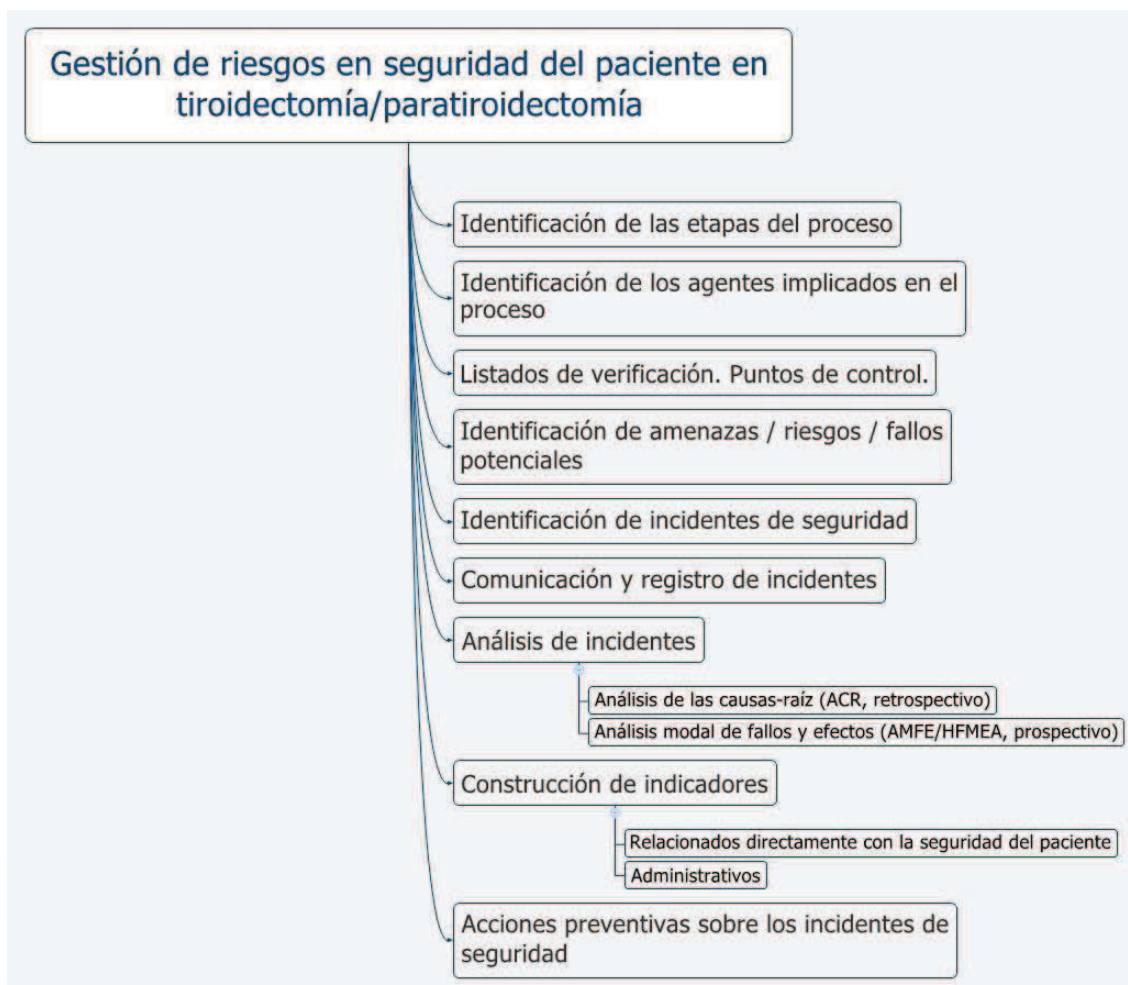 Gestión de riesgos en seguridad del paciente en
tiroidectomía/paratiroidectomía
Identificación de las etapas del proceso
Identificación de los agentes implicados en el
proceso
Listados de verificación. Puntos de control.
Identificación de amenazas / riesgos / fallos
potenciales
Identificación de incidentes de seguridad
Comunicación y registro de incidentes
Análisis de incidentes
Análisis de las causas-raíz (ACR, retrospectivo)
Análisis modal de fallos y efectos (AMFE/HFMEA, prospectivo)
Construcción de indicadores
Relacionados directamente con la seguridad del paciente
Administrativos
Acciones preventivas sobre los incidentes de
seguridad